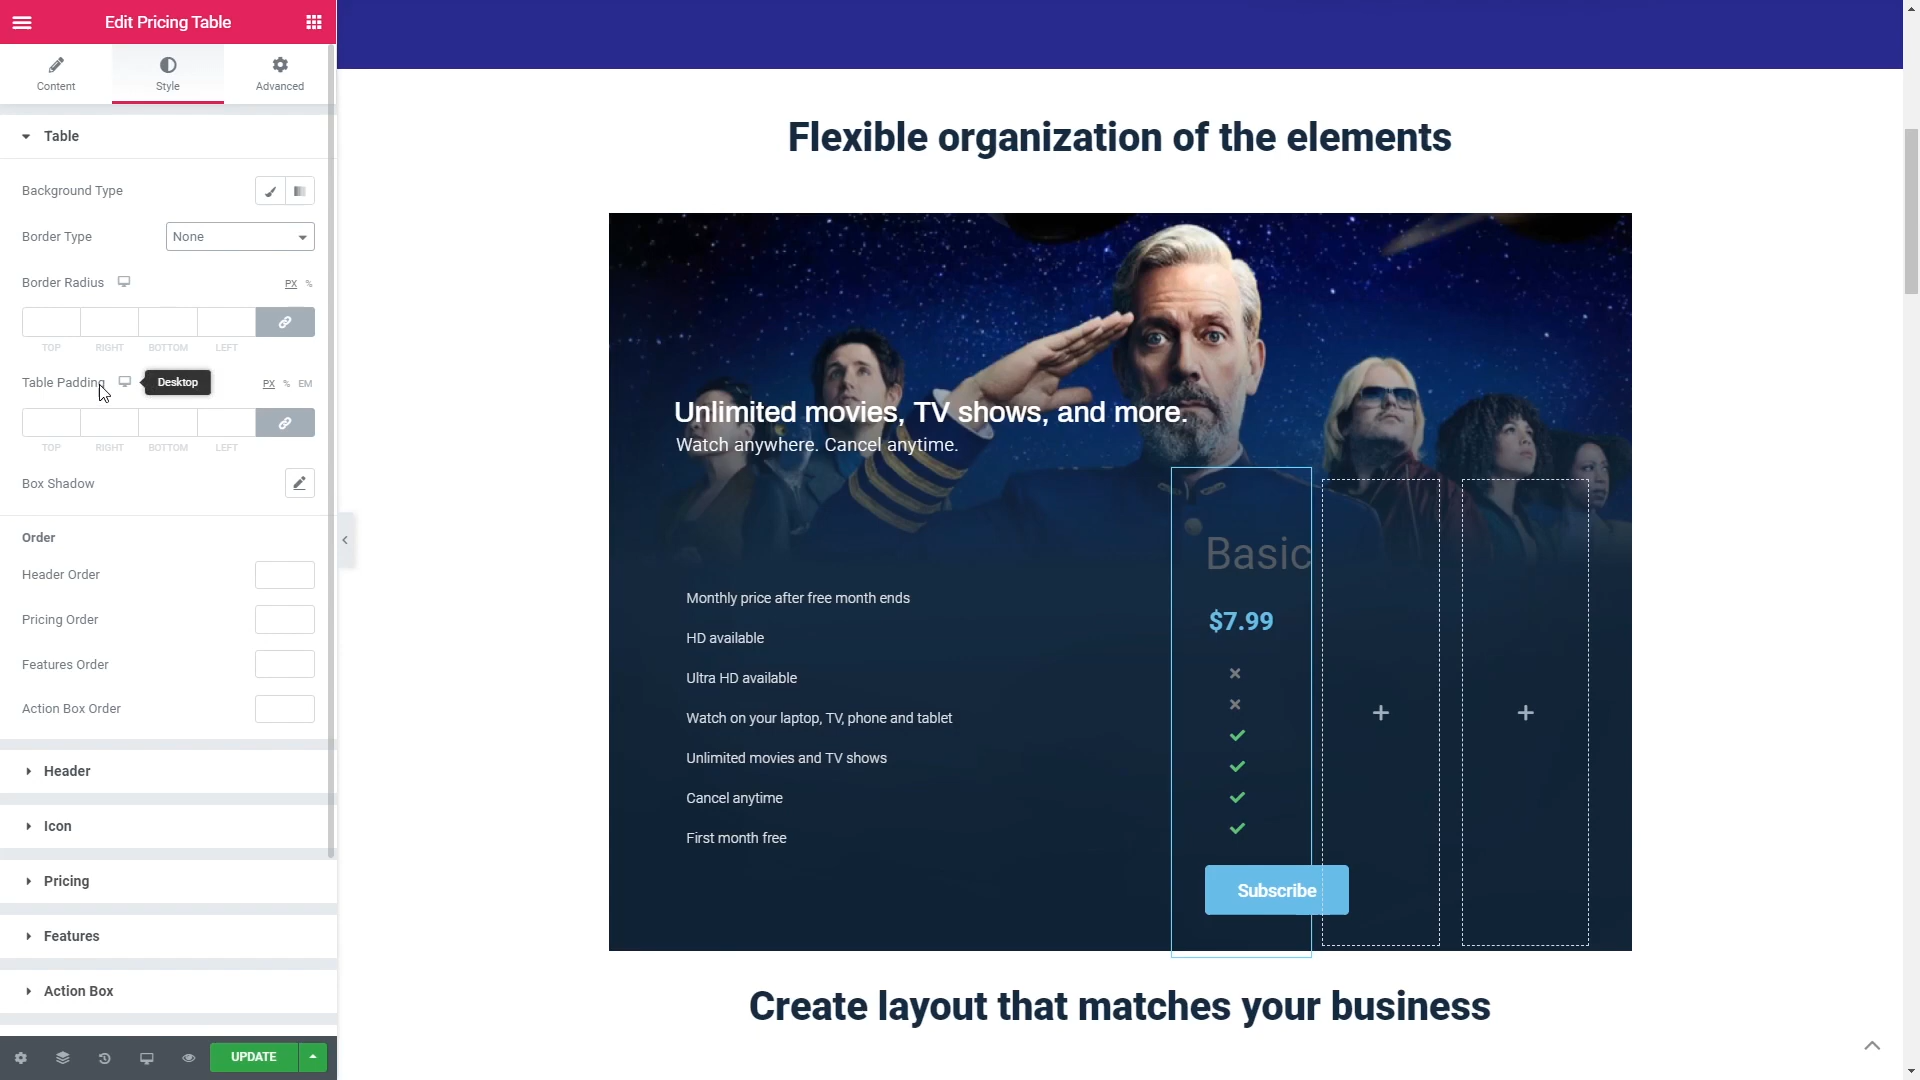 Edit Pricing Table
Content
Style
Advanced
Table
Background Type
Border Type
None
Border Radius
PX %
TOP RIGHT BOTTOM LEFT
Table Padding
Desktop
PX % EM
TOP RIGHT BOTTOM LEFT
Box Shadow
Order
Header Order
Pricing Order
Features Order
Action Box Order
Header
Icon
Pricing
Features
Action Box
UPDATE
Flexible organization of the elements
Unlimited movies, TV shows, and more.
Watch anywhere. Cancel anytime.
Basic
Monthly price after free month ends
$7.99
HD available
Ultra HD available
Watch on your laptop, TV, phone and tablet
Unlimited movies and TV shows
Cancel anytime
First month free
Subscribe
Create layout that matches your business